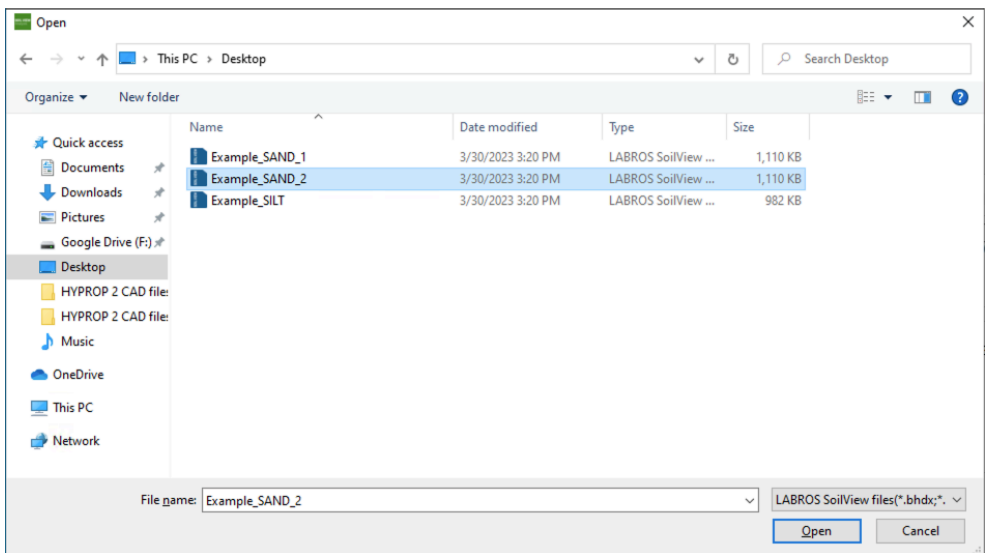 Open
This PC > Desktop
Search Desktop
Organize
New folder
Name
Date modified
Type
Size
Quick access
Documents
Downloads
Pictures
Google Drive (F:)
Desktop
HYPROP 2 CAD files
HYPROP 2 CAD files
Music
OneDrive
This PC
Network
Example_SAND_1 3/30/2023 3:20 PM LABROS SoilView ... 1,110 KB
Example_SAND_2 3/30/2023 3:20 PM LABROS SoilView ... 1,110 KB
Example_SILT 3/30/2023 3:20 PM LABROS SoilView ... 982 KB
File name: Example_SAND_2
LABROS SoilView files(*.bhdx;*.
Open
Cancel